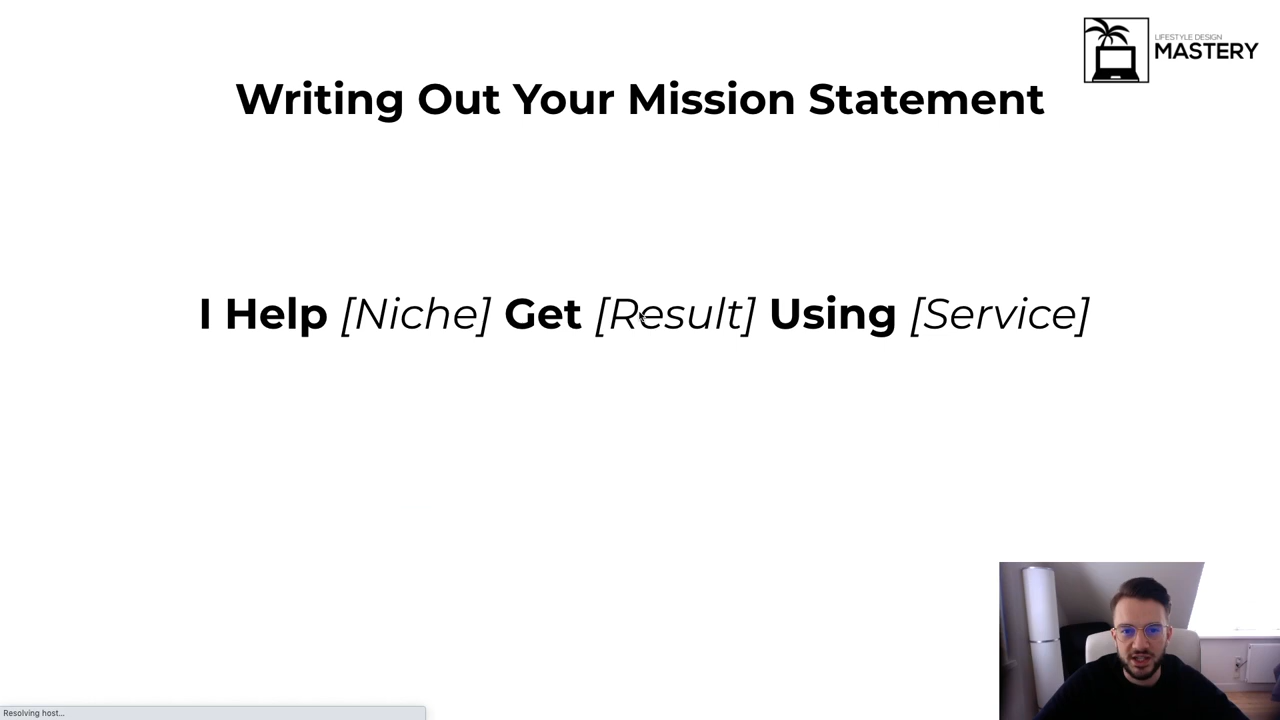 LIFESTYLE DESIGN
MASTERY
Writing Out Your Mission Statement
I Help [Niche] Get [Result] Using [Service]
Resolving host...